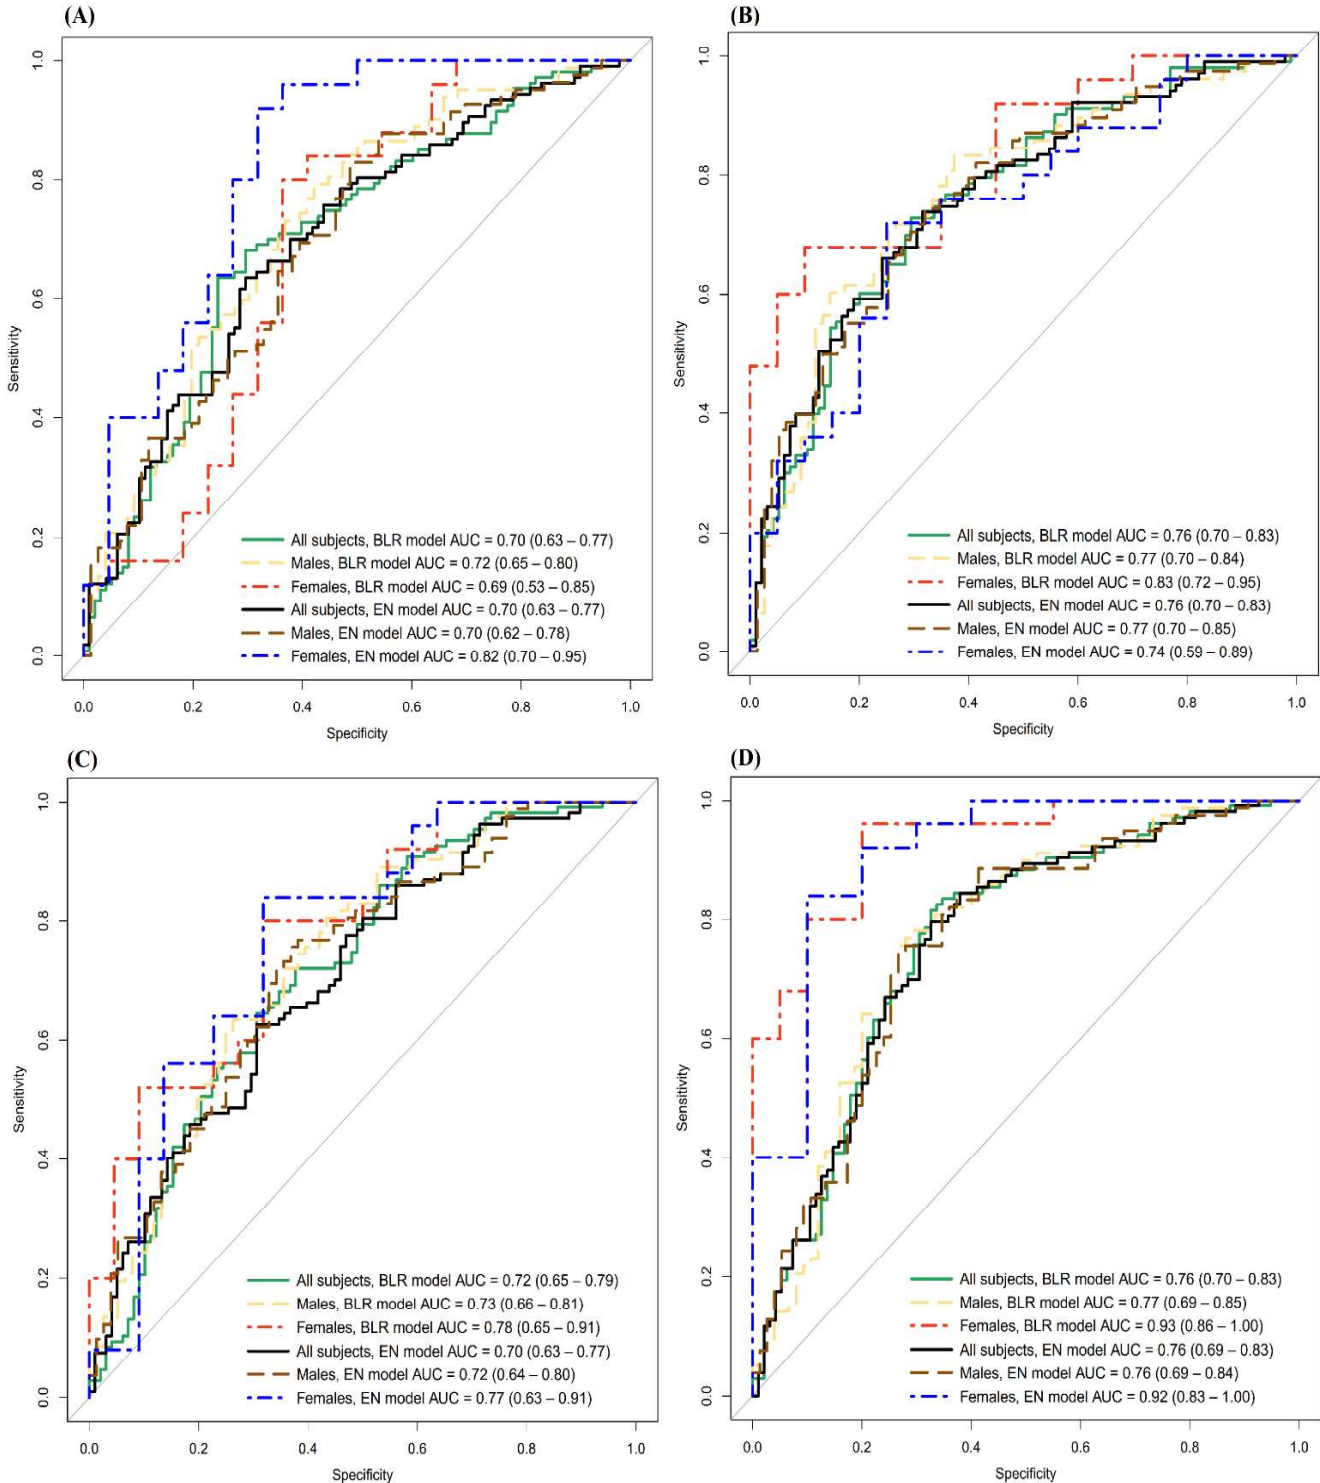 (A)
1.0
0.8
0.6
0.4
0.2
0.0
Sensitivity
All subjects, BLR model AUC = 0.70 (0.63 – 0.77)
Males, BLR model AUC = 0.72 (0.65 – 0.80)
Females, BLR model AUC = 0.69 (0.53 – 0.85)
All subjects, EN model AUC = 0.70 (0.63 – 0.77)
Males, EN model AUC = 0.70 (0.62 – 0.78)
Females, EN model AUC = 0.82 (0.70 – 0.95)
0.0 0.2 0.4 0.6 0.8 1.0
Specificity
(B)
1.0
0.8
0.6
0.4
0.2
0.0
Sensitivity
All subjects, BLR model AUC = 0.76 (0.70 – 0.83)
Males, BLR model AUC = 0.77 (0.70 – 0.84)
Females, BLR model AUC = 0.83 (0.72 – 0.95)
All subjects, EN model AUC = 0.76 (0.70 – 0.83)
Males, EN model AUC = 0.77 (0.70 – 0.85)
Females, EN model AUC = 0.74 (0.59 – 0.89)
0.0 0.2 0.4 0.6 0.8 1.0
Specificity
(C)
1.0
0.8
0.6
0.4
0.2
0.0
Sensitivity
All subjects, BLR model AUC = 0.72 (0.65 – 0.79)
Males, BLR model AUC = 0.73 (0.66 – 0.81)
Females, BLR model AUC = 0.78 (0.65 – 0.91)
All subjects, EN model AUC = 0.70 (0.63 – 0.77)
Males, EN model AUC = 0.72 (0.64 – 0.80)
Females, EN model AUC = 0.77 (0.63 – 0.91)
0.0 0.2 0.4 0.6 0.8 1.0
Specificity
(D)
1.0
0.8
0.6
0.4
0.2
0.0
Sensitivity
All subjects, BLR model AUC = 0.76 (0.70 – 0.83)
Males, BLR model AUC = 0.77 (0.69 – 0.85)
Females, BLR model AUC = 0.93 (0.86 – 1.00)
All subjects, EN model AUC = 0.76 (0.69 – 0.83)
Males, EN model AUC = 0.76 (0.69 – 0.84)
Females, EN model AUC = 0.92 (0.83 – 1.00)
0.0 0.2 0.4 0.6 0.8 1.0
Specificity